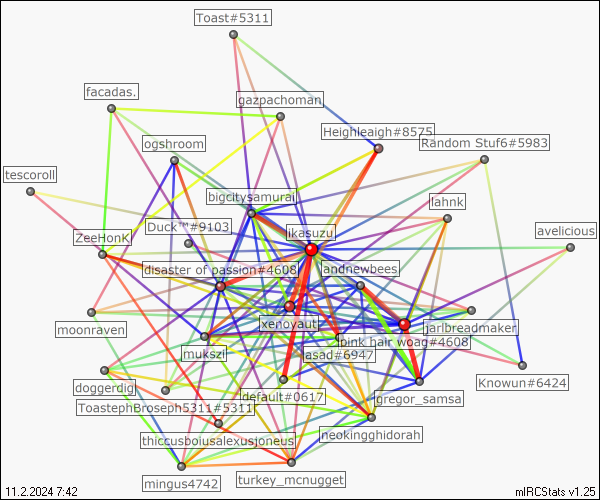 Toast#5311
facadas.
gazpachoman
Heighleaigh#8575
ogshroom
Random Stuf6#5983
tescoroll
bigcitysamurai
lahnk
Duck™#9103
ikasuzu
avelicious
ZeeHonK
disaster of passion#4608
andnewbees
xenoyaut
moonraven
jarlbreadmaker
pink hair woag#4608
mukszi
asad#6947
doggerdig
Knowun#6424
default#0617
gregor_samsa
ToastephBroseph5311#5311
neokingghidorah
thiccusboiusalexusjoneus
mingus4742
turkey_mcnugget
11.2.2024 7:42
mIRCStats v1.25